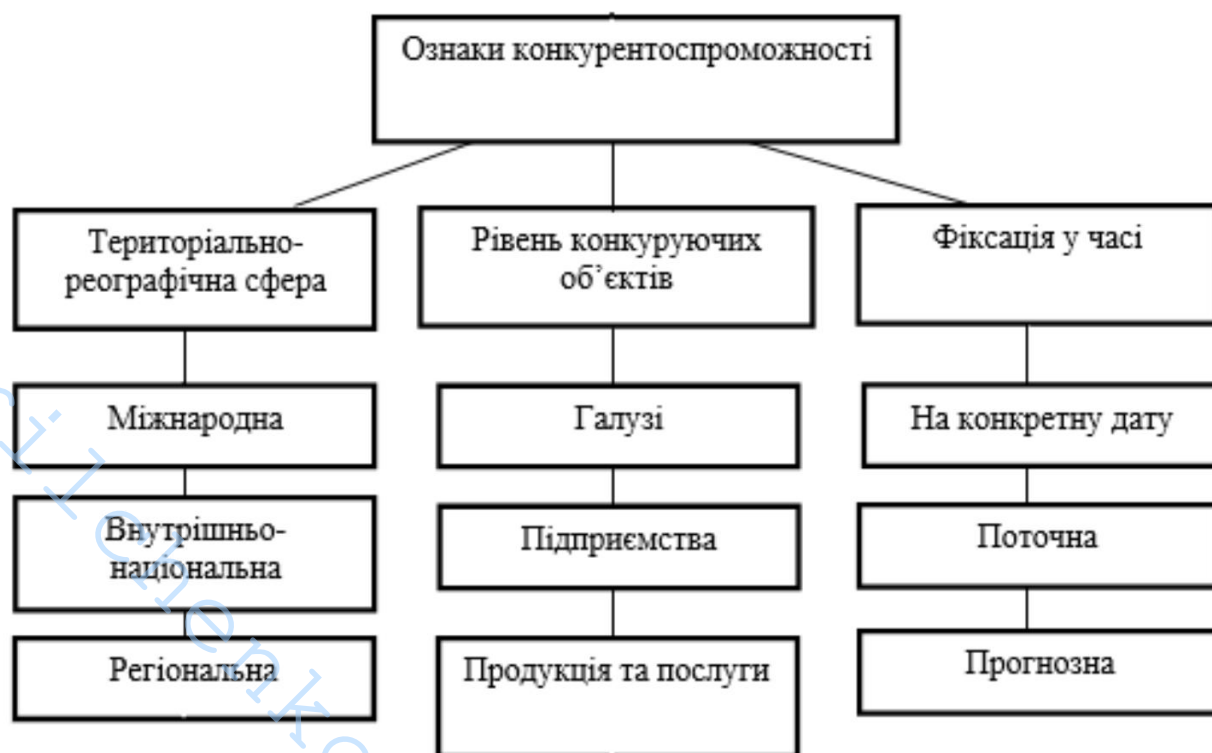 Ознаки конкурентоспроможності
Територіально-
реографічна сфера
Рівень конкуруючих
об’єктів
Фіксація у часі
Міжнародна
Галузі
На конкретну дату
Внутрішньо-
національна
Підприємства
Поточна
Регіональна
Продукція та послуги
Прогнозна